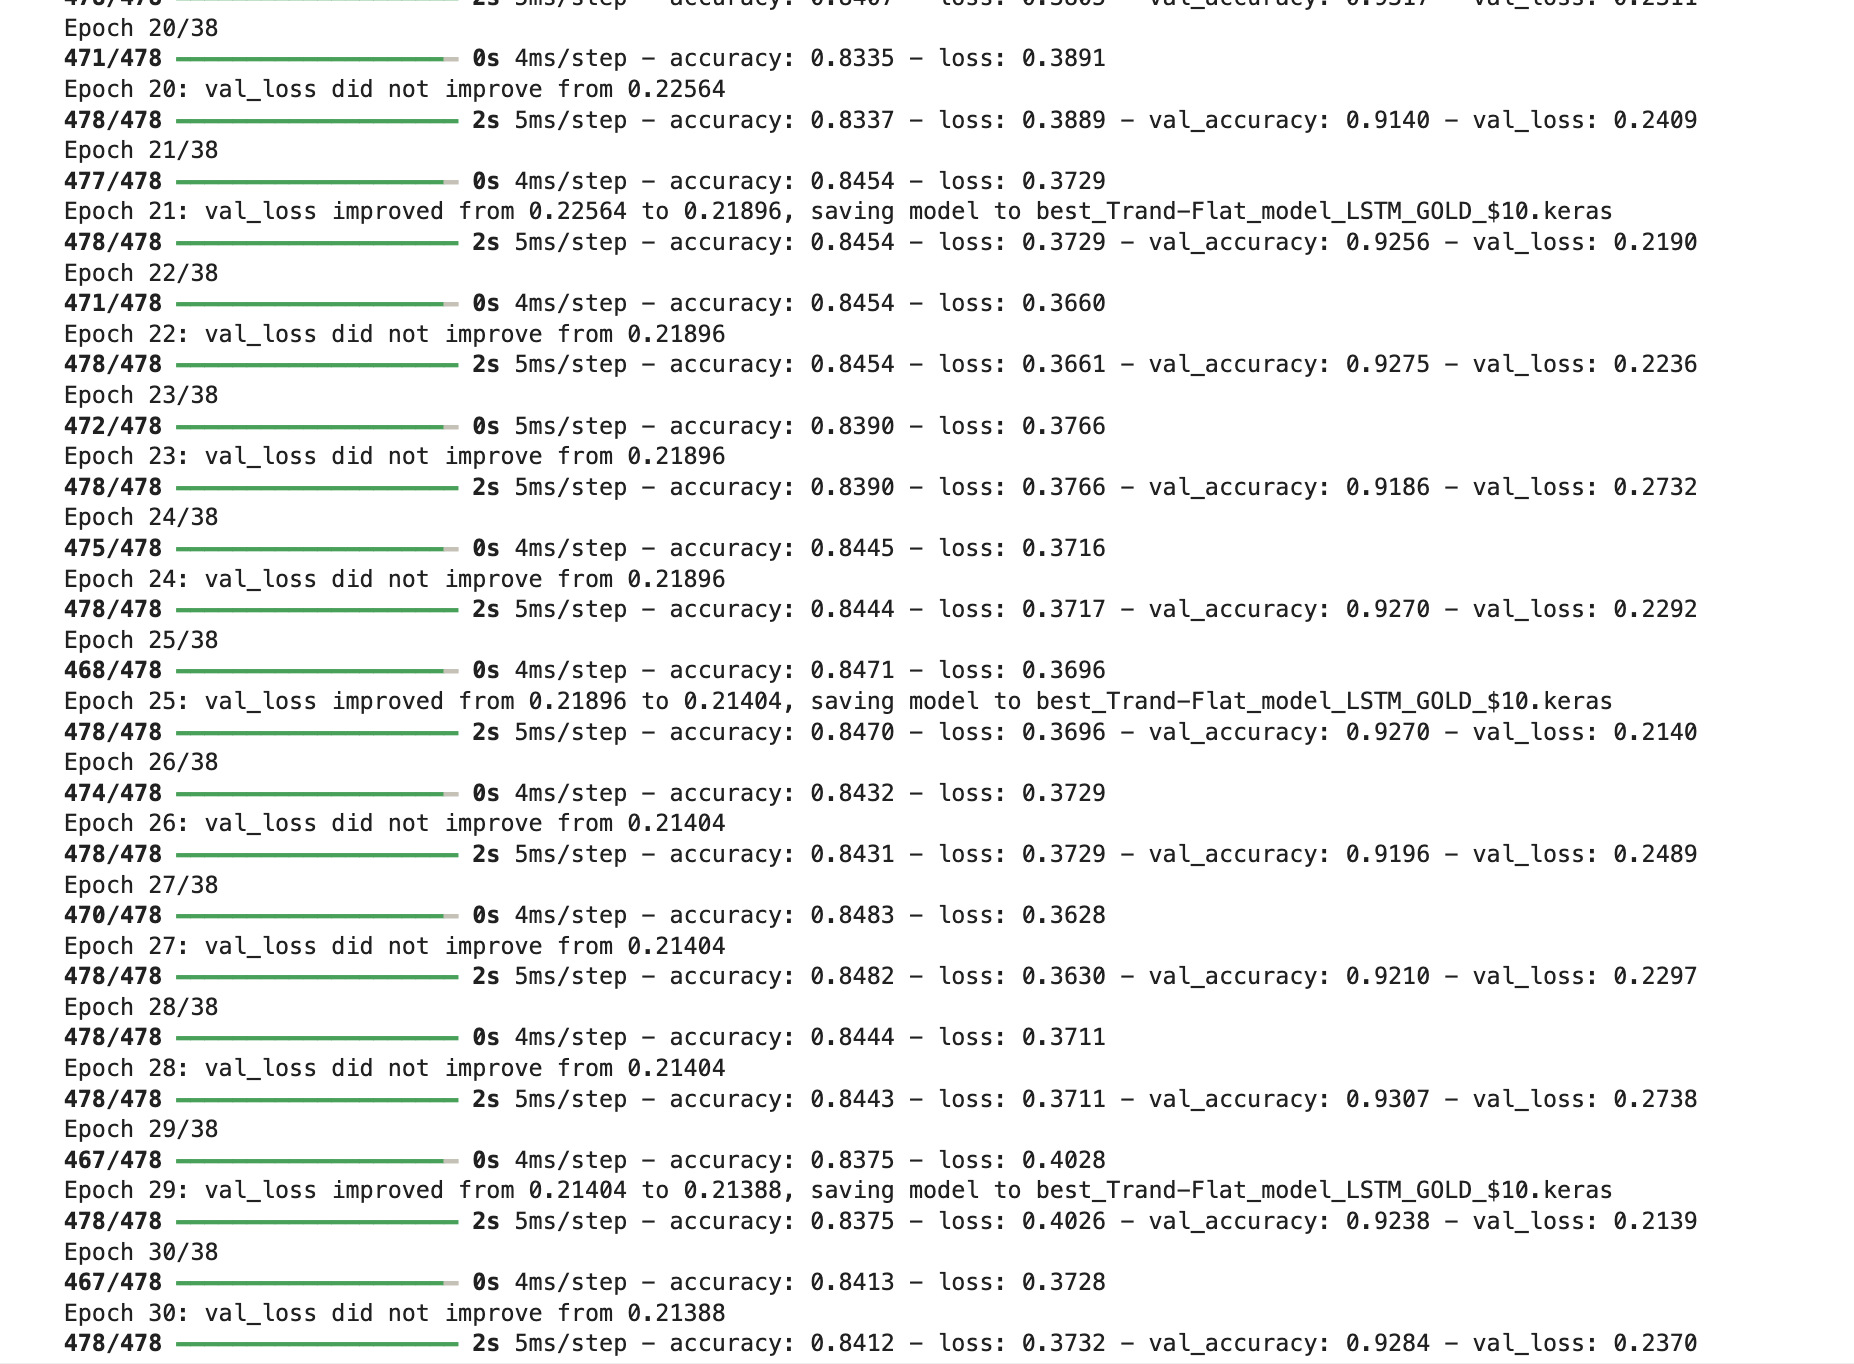 478/478 2s 5ms/step - accuracy: 0.8407 - loss: 0.3805 - val_accuracy: 0.9317 - val_loss: 0.2311
Epoch 20/38
471/478 0s 4ms/step - accuracy: 0.8335 - loss: 0.3891
Epoch 20: val_loss did not improve from 0.22564
478/478 2s 5ms/step - accuracy: 0.8337 - loss: 0.3889 - val_accuracy: 0.9140 - val_loss: 0.2409
Epoch 21/38
477/478 0s 4ms/step - accuracy: 0.8454 - loss: 0.3729
Epoch 21: val_loss improved from 0.22564 to 0.21896, saving model to best_Trand-Flat_model_LSTM_GOLD_$10.keras
478/478 2s 5ms/step - accuracy: 0.8454 - loss: 0.3729 - val_accuracy: 0.9256 - val_loss: 0.2190
Epoch 22/38
471/478 0s 4ms/step - accuracy: 0.8454 - loss: 0.3660
Epoch 22: val_loss did not improve from 0.21896
478/478 2s 5ms/step - accuracy: 0.8454 - loss: 0.3661 - val_accuracy: 0.9275 - val_loss: 0.2236
Epoch 23/38
472/478 0s 5ms/step - accuracy: 0.8390 - loss: 0.3766
Epoch 23: val_loss did not improve from 0.21896
478/478 2s 5ms/step - accuracy: 0.8390 - loss: 0.3766 - val_accuracy: 0.9186 - val_loss: 0.2732
Epoch 24/38
475/478 0s 4ms/step - accuracy: 0.8445 - loss: 0.3716
Epoch 24: val_loss did not improve from 0.21896
478/478 2s 5ms/step - accuracy: 0.8444 - loss: 0.3717 - val_accuracy: 0.9270 - val_loss: 0.2292
Epoch 25/38
468/478 0s 4ms/step - accuracy: 0.8471 - loss: 0.3696
Epoch 25: val_loss improved from 0.21896 to 0.21404, saving model to best_Trand-Flat_model_LSTM_GOLD_$10.keras
478/478 2s 5ms/step - accuracy: 0.8470 - loss: 0.3696 - val_accuracy: 0.9270 - val_loss: 0.2140
Epoch 26/38
474/478 0s 4ms/step - accuracy: 0.8432 - loss: 0.3729
Epoch 26: val_loss did not improve from 0.21404
478/478 2s 5ms/step - accuracy: 0.8431 - loss: 0.3729 - val_accuracy: 0.9196 - val_loss: 0.2489
Epoch 27/38
470/478 0s 4ms/step - accuracy: 0.8483 - loss: 0.3628
Epoch 27: val_loss did not improve from 0.21404
478/478 2s 5ms/step - accuracy: 0.8482 - loss: 0.3630 - val_accuracy: 0.9210 - val_loss: 0.2297
Epoch 28/38
478/478 0s 4ms/step - accuracy: 0.8444 - loss: 0.3711
Epoch 28: val_loss did not improve from 0.21404
478/478 2s 5ms/step - accuracy: 0.8443 - loss: 0.3711 - val_accuracy: 0.9307 - val_loss: 0.2738
Epoch 29/38
467/478 0s 4ms/step - accuracy: 0.8375 - loss: 0.4028
Epoch 29: val_loss improved from 0.21404 to 0.21388, saving model to best_Trand-Flat_model_LSTM_GOLD_$10.keras
478/478 2s 5ms/step - accuracy: 0.8375 - loss: 0.4026 - val_accuracy: 0.9238 - val_loss: 0.2139
Epoch 30/38
467/478 0s 4ms/step - accuracy: 0.8413 - loss: 0.3728
Epoch 30: val_loss did not improve from 0.21388
478/478 2s 5ms/step - accuracy: 0.8412 - loss: 0.3732 - val_accuracy: 0.9284 - val_loss: 0.2370